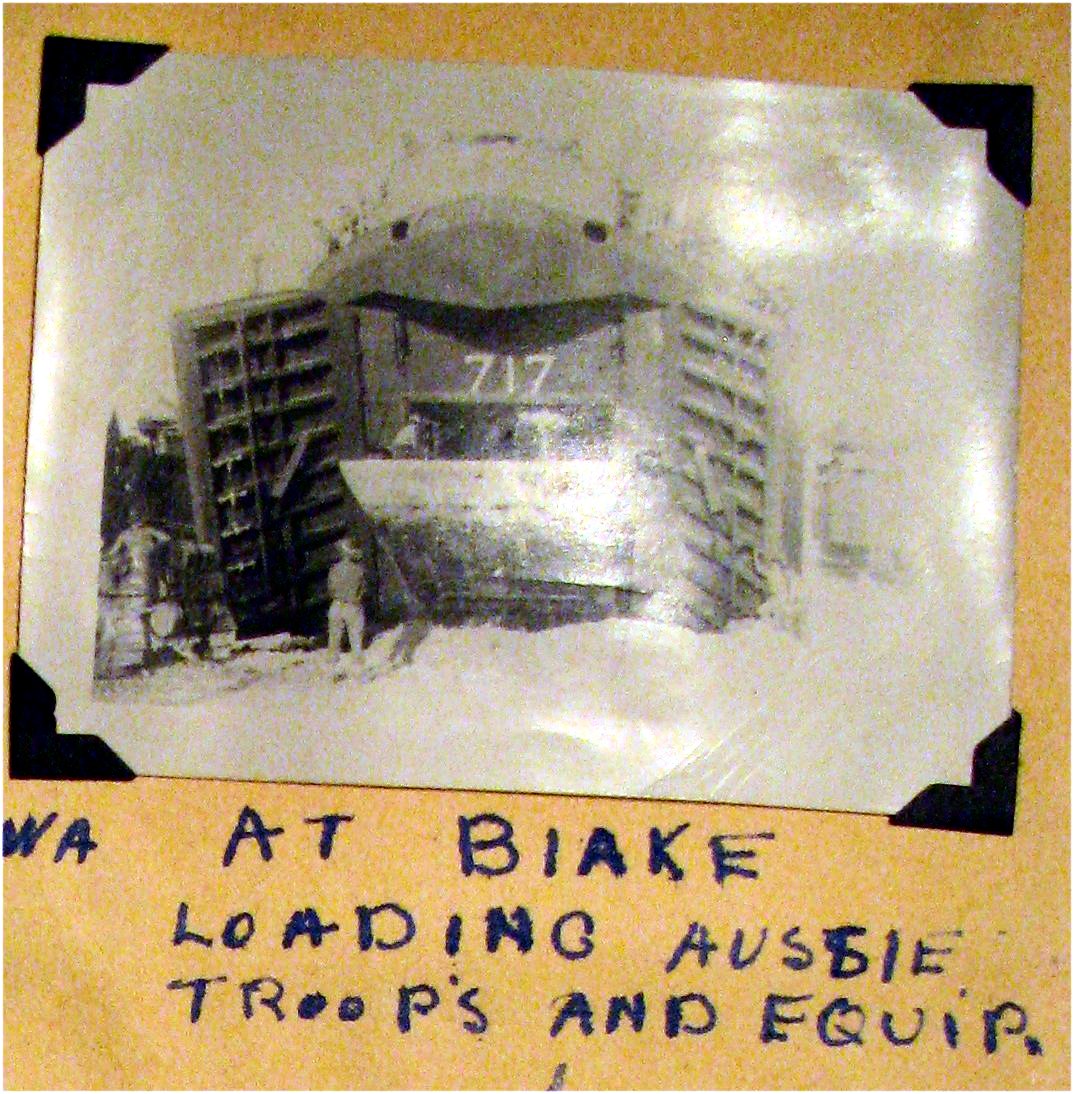 717
WA AT BIAKE
LOADING AUSSIE
TROOP'S AND EQUIP.